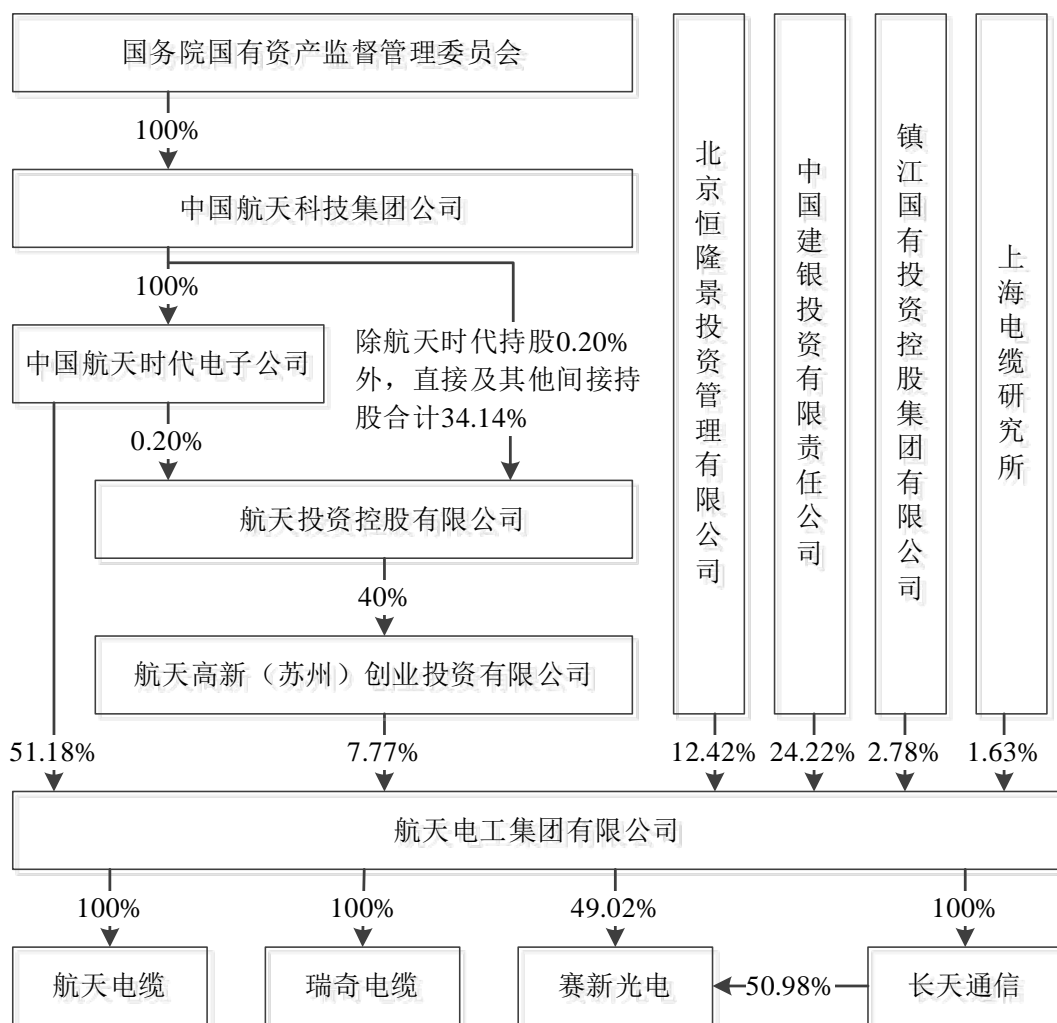 国务院国有资产监督管理委员会
100%
中国航天科技集团公司
100%
中国航天时代电子公司
除航天时代持股0.20%
外，直接及其他间接持
股合计34.14%
0.20%
航天投资控股有限公司
40%
航天高新（苏州）创业投资有限公司
北京恒隆景投资管理有限公司
中国建银投资有限责任公司
镇江国有投资控股集团有限公司
上海电缆研究所
51.18%
7.77%
12.42%
24.22%
2.78%
1.63%
航天电工集团有限公司
100%
100%
49.02%
100%
航天电缆
瑞奇电缆
赛新光电
50.98%
长天通信